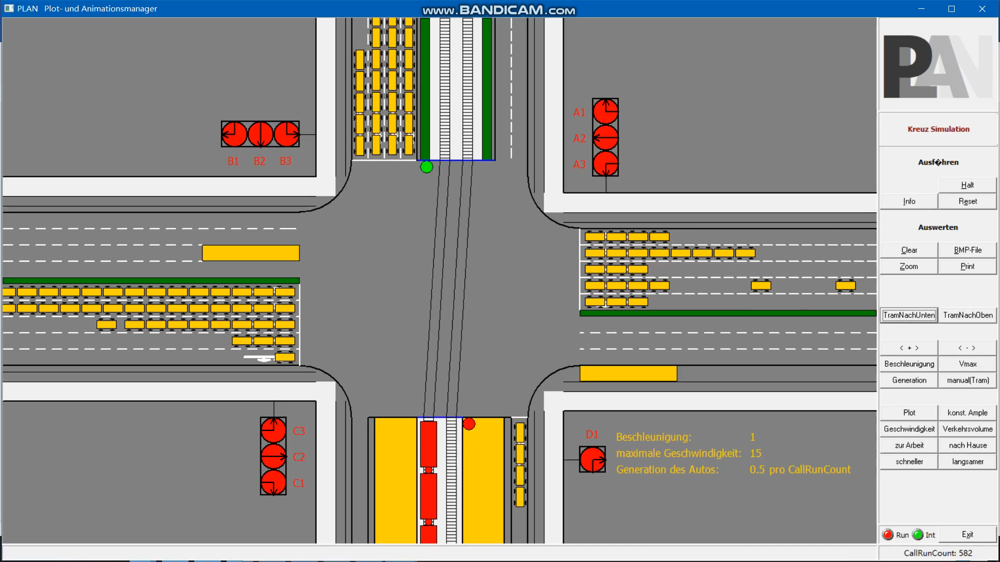 PLAN Plot- und Animationsmanager
www.BANDICAM.com
PLAN
Kreuz Simulation
Ausf�hren
Halt
Info Reset
Auswerten
Clear BMP-File
Zoom Print
TramNachUnten TramNachOben
< + > < - >
Beschleunigung Vmax
Generation manual(Tram)
Plot konst. Ample
Geschwindigkeit Verkehrsvolume
zur Arbeit nach Hause
schneller langsamer
Run Int Exit
CallRunCount: 582
A1
A2
A3
B1 B2 B3
C3
C2
C1
D1
Beschleunigung: 1
maximale Geschwindigkeit: 15
Generation des Autos: 0.5 pro CallRunCount